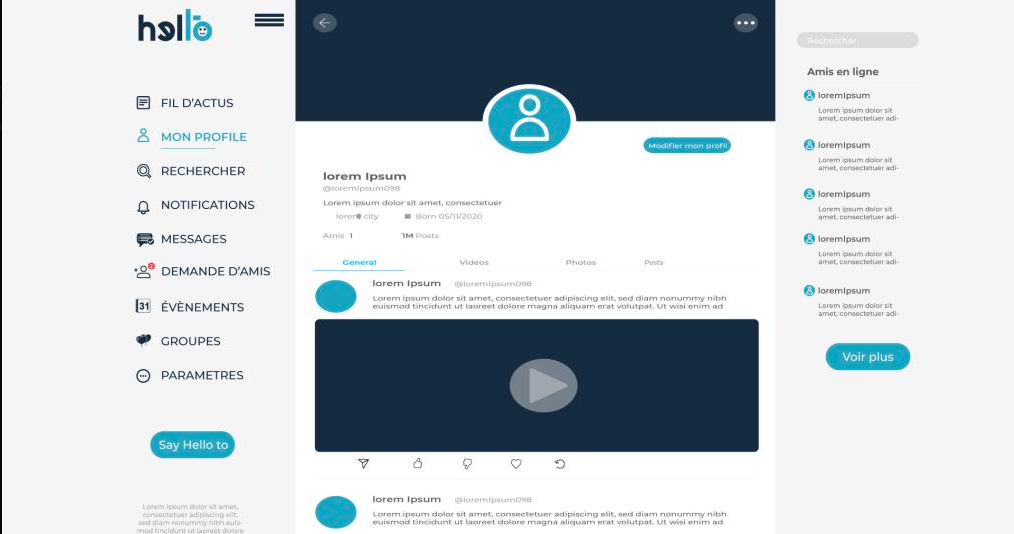 hello
FIL D'ACTUS
MON PROFILE
RECHERCHER
NOTIFICATIONS
MESSAGES
2
DEMANDE D'AMIS
31
ÉVÈNEMENTS
GROUPES
PARAMETRES
Say Hello to
Lorem ipsum dolor sit amet,
consectetuer adipiscing elit,
sed diam nonummy nibh euis-
mod tincidunt ut laoreet dolore
Modifier mon profil
lorem Ipsum
@loremIpsum098
Lorem ipsum dolor sit amet, consectetuer
lorem city
Born 05/11/2020
Amis 1
1M Posts
General
Videos
Photos
Posts
lorem Ipsum @loremIpsum098
Lorem ipsum dolor sit amet, consectetuer adipiscing elit, sed diam nonummy nibh
euismod tincidunt ut laoreet dolore magna aliquam erat volutpat. Ut wisi enim ad
lorem Ipsum @loremIpsum098
Lorem ipsum dolor sit amet, consectetuer adipiscing elit, sed diam nonummy nibh
euismod tincidunt ut laoreet dolore magna aliquam erat volutpat. Ut wisi enim ad
Rechercher
Amis en ligne
loremIpsum
Lorem ipsum dolor sit
amet, consectetuer adi-
loremIpsum
Lorem ipsum dolor sit
amet, consectetuer adi-
loremIpsum
Lorem ipsum dolor sit
amet, consectetuer adi-
loremIpsum
Lorem ipsum dolor sit
amet, consectetuer adi-
loremIpsum
Lorem ipsum dolor sit
amet, consectetuer adi-
Voir plus